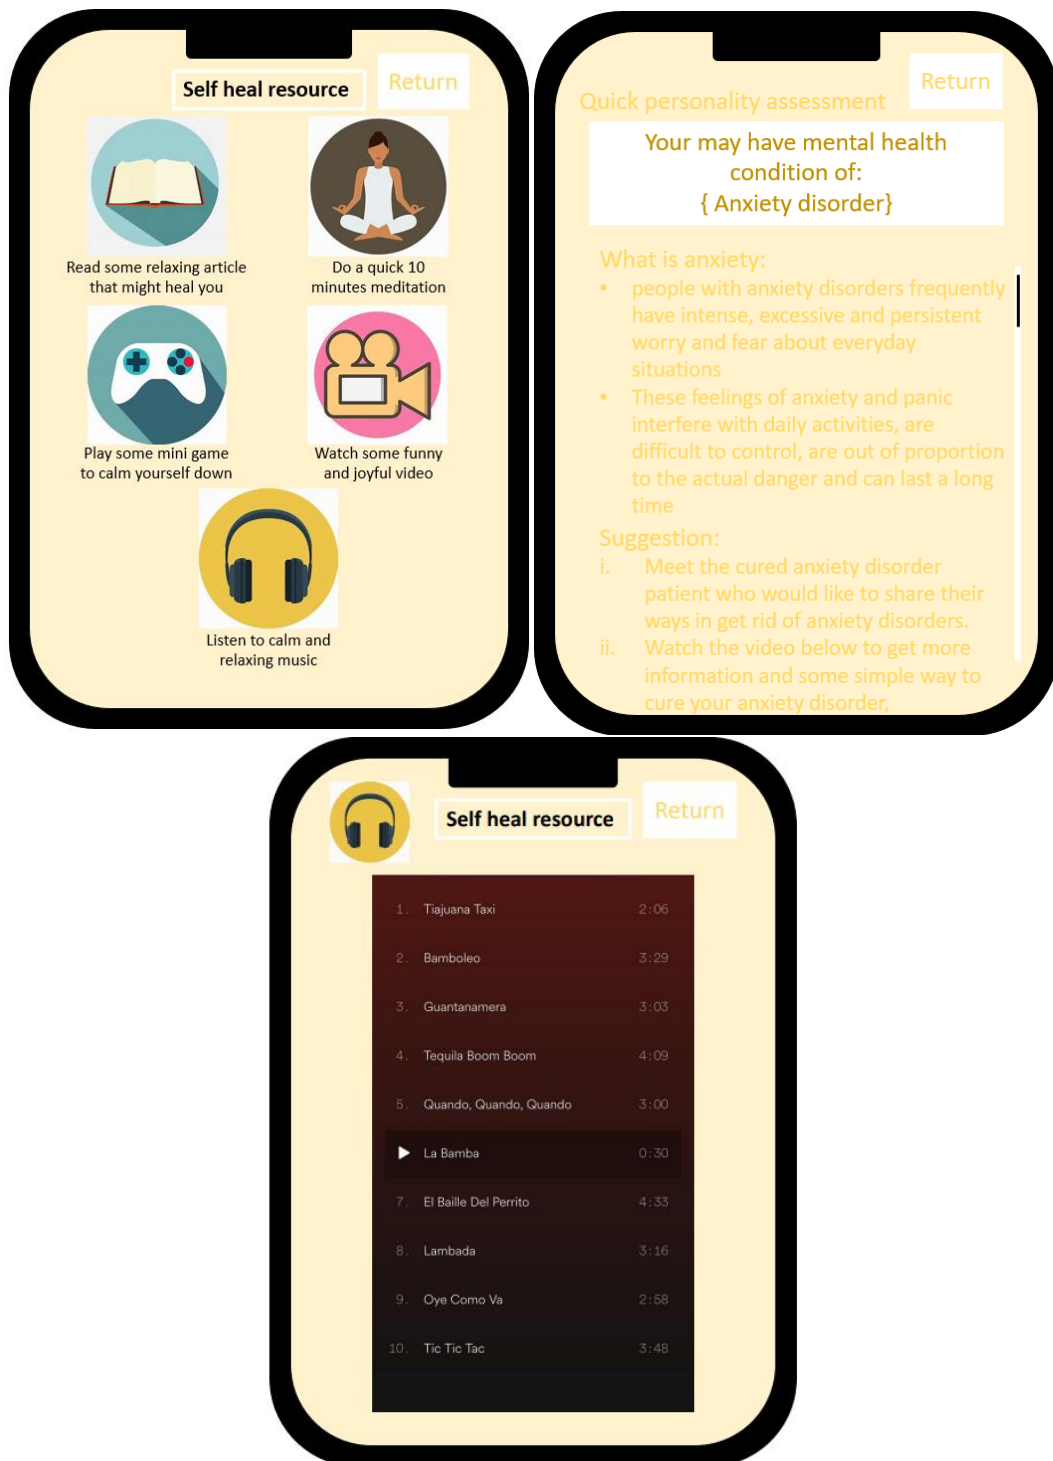 Self heal resource
Return
Read some relaxing article
that might heal you
Do a quick 10
minutes meditation
Play some mini game
to calm yourself down
Watch some funny
and joyful video
Listen to calm and
relaxing music
Return
Quick personality assessment
Your may have mental health
condition of:
{ Anxiety disorder}
What is anxiety:
• people with anxiety disorders frequently
have intense, excessive and persistent
worry and fear about everyday
situations
• These feelings of anxiety and panic
interfere with daily activities, are
difficult to control, are out of proportion
to the actual danger and can last a long
time
Suggestion:
i. Meet the cured anxiety disorder
patient who would like to share their
ways in get rid of anxiety disorders.
ii. Watch the video below to get more
information and some simple way to
cure your anxiety disorder,
Self heal resource
Return
1. Tiajuana Taxi 2:06
2. Bamboleo 3:29
3. Guantanamera 3:03
4. Tequila Boom Boom 4:09
5. Quando, Quando, Quando 3:00
La Bamba 0:30
7. El Baille Del Perrito 4:33
8. Lambada 3:16
9. Oye Como Va 2:58
10. Tic Tic Tac 3:48